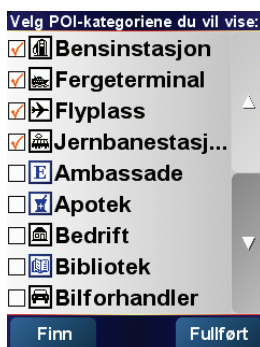 Velg POI-kategoriene du vil vise:
Bensinstasjon
Fergeterminal
Flyplass
Jernbanestasj...
E Ambassade
Apotek
Bedrift
Bibliotek
Bilforhandler
Finn Fullført